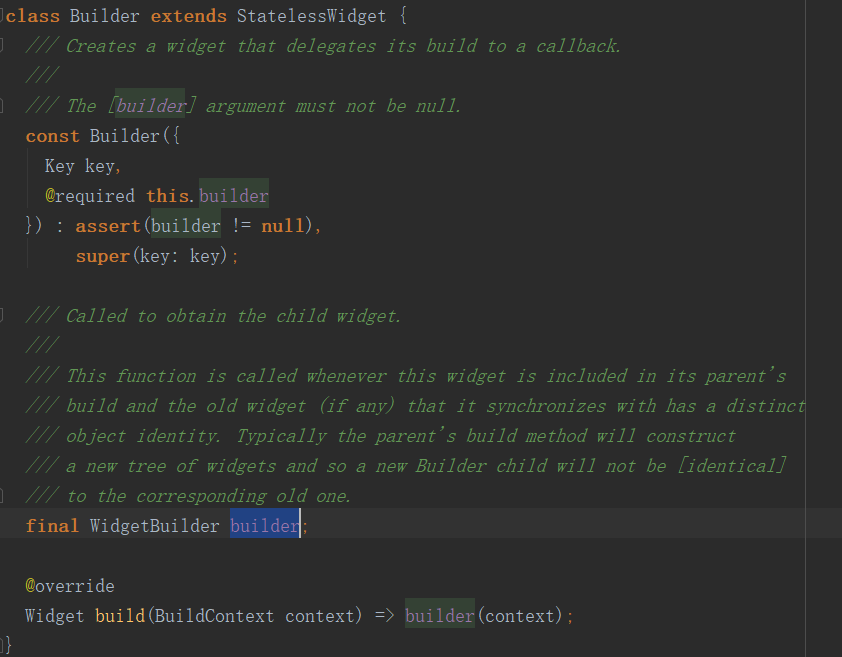 class Builder extends StatelessWidget {
/// Creates a widget that delegates its build to a callback.
///
/// The [builder] argument must not be null.
const Builder({
Key key,
@required this.builder
}) : assert(builder != null),
super(key: key);
/// Called to obtain the child widget.
///
/// This function is called whenever this widget is included in its parent's
/// build and the old widget (if any) that it synchronizes with has a distinct
/// object identity. Typically the parent's build method will construct
/// a new tree of widgets and so a new Builder child will not be [identical]
/// to the corresponding old one.
final WidgetBuilder builder;
@override
Widget build(BuildContext context) => builder(context);
}